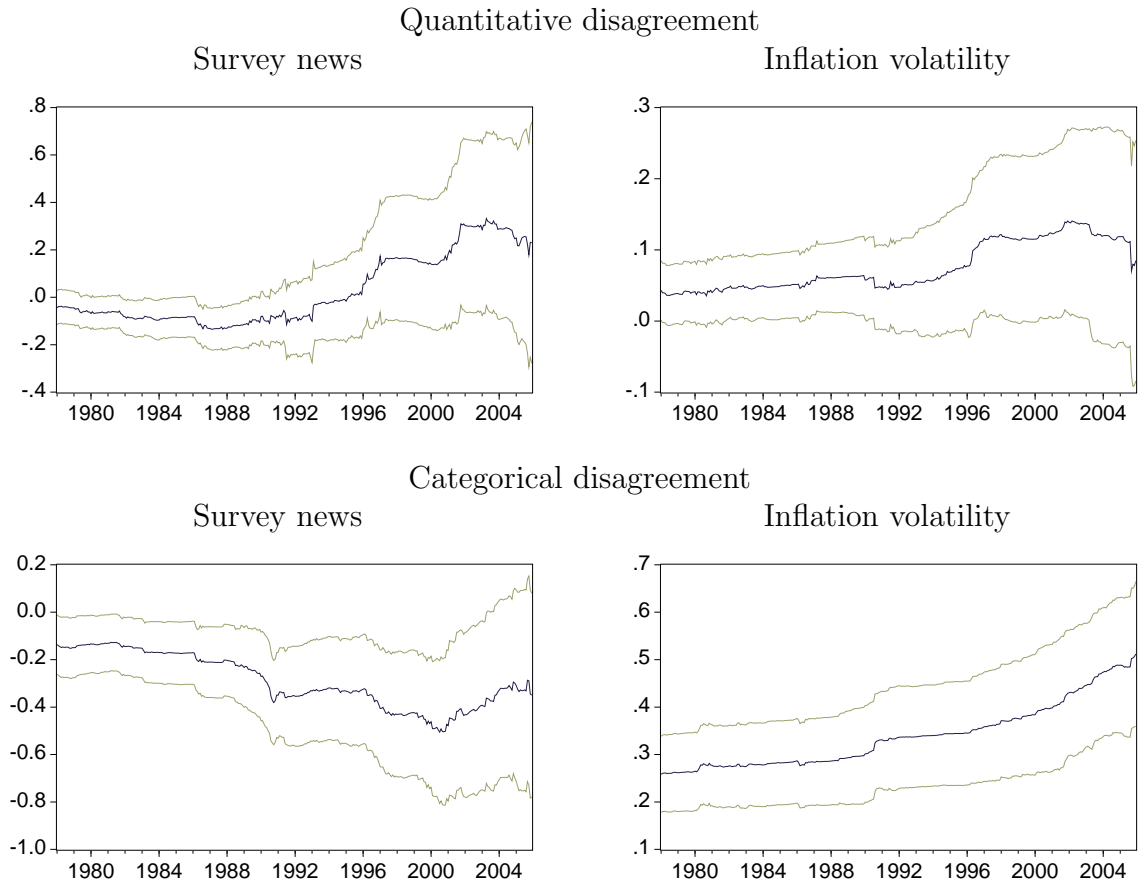 Quantitative disagreement
Survey news
Inflation volatility
.8
.6
.4
.2
.0
-.2
-.4
1980 1984 1988 1992 1996 2000 2004
.3
.2
.1
.0
-.1
1980 1984 1988 1992 1996 2000 2004
Categorical disagreement
Survey news
Inflation volatility
0.2
0.0
-0.2
-0.4
-0.6
-0.8
-1.0
1980 1984 1988 1992 1996 2000 2004
.7
.6
.5
.4
.3
.2
.1
1980 1984 1988 1992 1996 2000 2004